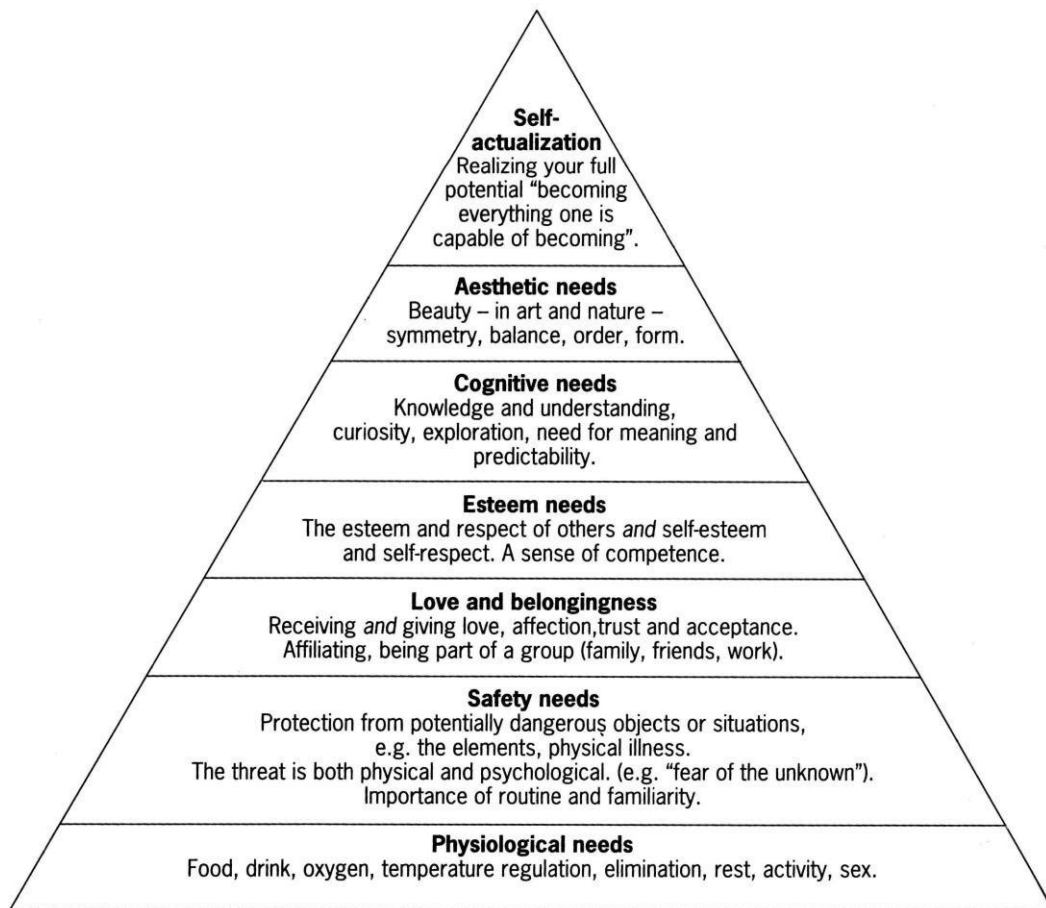 Self-
actualization
Realizing your full
potential “becoming
everything one is
capable of becoming”.
Aesthetic needs
Beauty – in art and nature –
symmetry, balance, order, form.
Cognitive needs
Knowledge and understanding,
curiosity, exploration, need for meaning and
predictability.
Esteem needs
The esteem and respect of others and self-esteem
and self-respect. A sense of competence.
Love and belongingness
Receiving and giving love, affection,trust and acceptance.
Affiliating, being part of a group (family, friends, work).
Safety needs
Protection from potentially dangerous objects or situations,
e.g. the elements, physical illness.
The threat is both physical and psychological. (e.g. “fear of the unknown”).
Importance of routine and familiarity.
Physiological needs
Food, drink, oxygen, temperature regulation, elimination, rest, activity, sex.